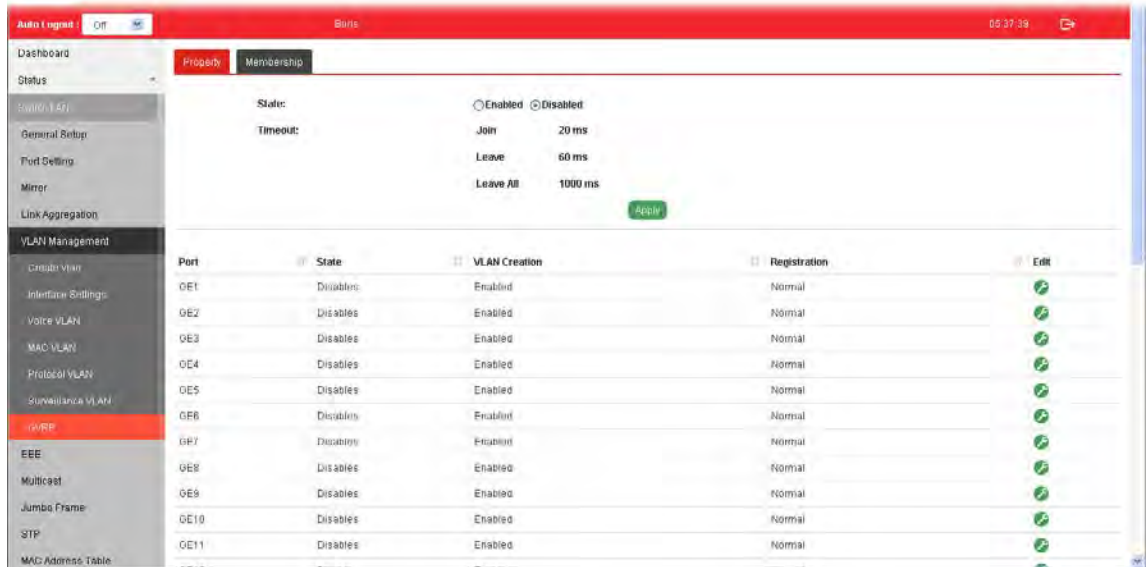 Auto Logout : Off 05:37:39
Dashboard
Status
General Setup
Port Setting
Mirror
Link Aggregation
VLAN Management
Create Vlan
Interface Settings
Voice VLAN
MAC VLAN
Protocol VLAN
Surveillance VLAN
GVRP
EEE
Multicast
Jumbo Frame
STP
MAC Address Table
Property Membership
State: Enabled Disabled
Timeout: Join 20 ms
Leave 60 ms
Leave All 1000 ms
Apply
Port State VLAN Creation Registration Edit
GE1 Disables Enabled Normal
GE2 Disables Enabled Normal
GE3 Disables Enabled Normal
GE4 Disables Enabled Normal
GE5 Disables Enabled Normal
GE6 Disables Enabled Normal
GE7 Disables Enabled Normal
GE8 Disables Enabled Normal
GE9 Disables Enabled Normal
GE10 Disables Enabled Normal
GE11 Disables Enabled Normal